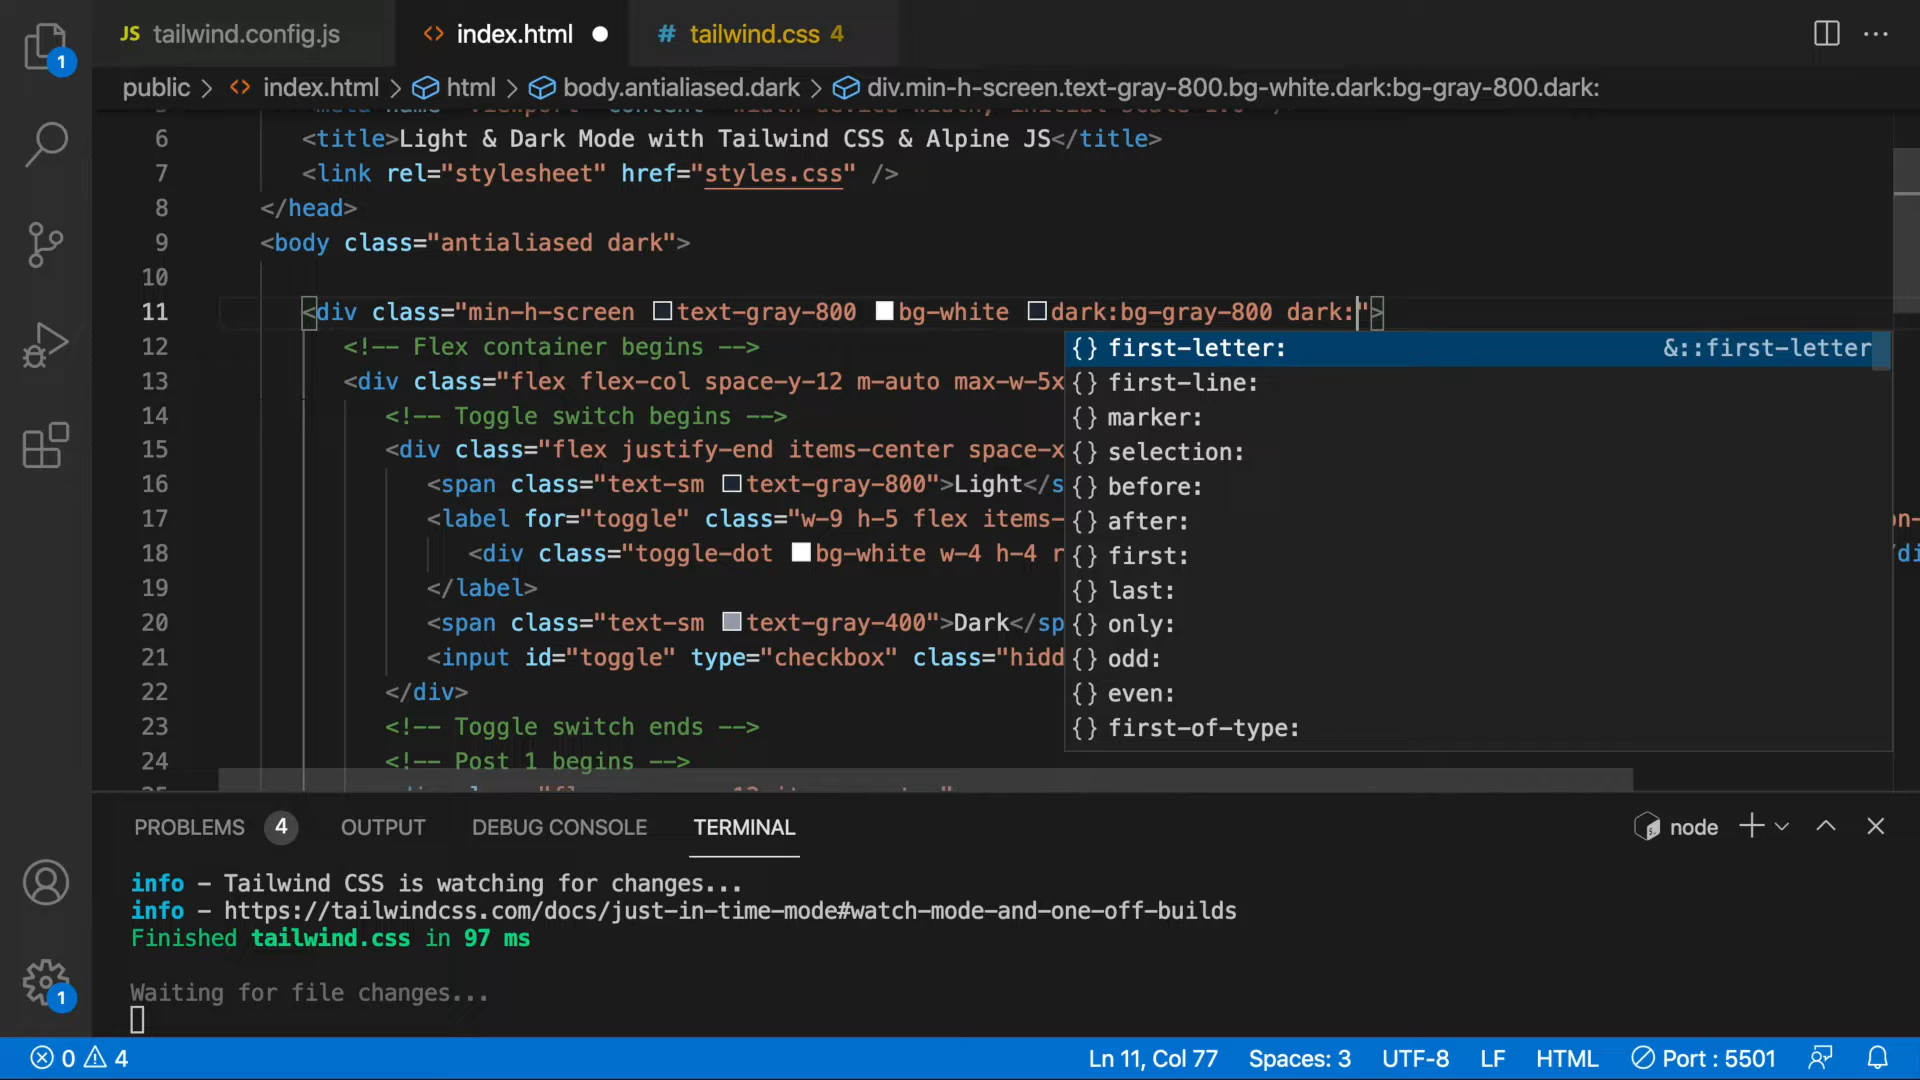 1
JS tailwind.config.js
<> index.html
# tailwind.css 4
public > <> index.html > html > body.antialiased.dark > div.min-h-screen.text-gray-800.bg-white.dark:bg-gray-800.dark:
6 <title>Light & Dark Mode with Tailwind CSS & Alpine JS</title>
7 <link rel="stylesheet" href="styles.css" />
8 </head>
9 <body class="antialiased dark">
10
11 <div class="min-h-screen text-gray-800 bg-white dark:bg-gray-800 dark:">
12 <!-- Flex container begins -->
13 <div class="flex flex-col space-y-12 m-auto max-w-5x
14 <!-- Toggle switch begins -->
15 <div class="flex justify-end items-center space-x
16 <span class="text-sm text-gray-800">Light</s
17 <label for="toggle" class="w-9 h-5 flex items-
18 <div class="toggle-dot bg-white w-4 h-4 r
19 </label>
20 <span class="text-sm text-gray-400">Dark</sp
21 <input id="toggle" type="checkbox" class="hidd
22 </div>
23 <!-- Toggle switch ends -->
24 <!-- Post 1 begins -->
{} first-letter: &::first-letter
{} first-line:
{} marker:
{} selection:
{} before:
{} after:
{} first:
{} last:
{} only:
{} odd:
{} even:
{} first-of-type:
PROBLEMS 4 OUTPUT DEBUG CONSOLE TERMINAL node
info - Tailwind CSS is watching for changes...
info - https://tailwindcss.com/docs/just-in-time-mode#watch-mode-and-one-off-builds
Finished tailwind.css in 97 ms
Waiting for file changes...
1
0 4 Ln 11, Col 77 Spaces: 3 UTF-8 LF HTML Port : 5501